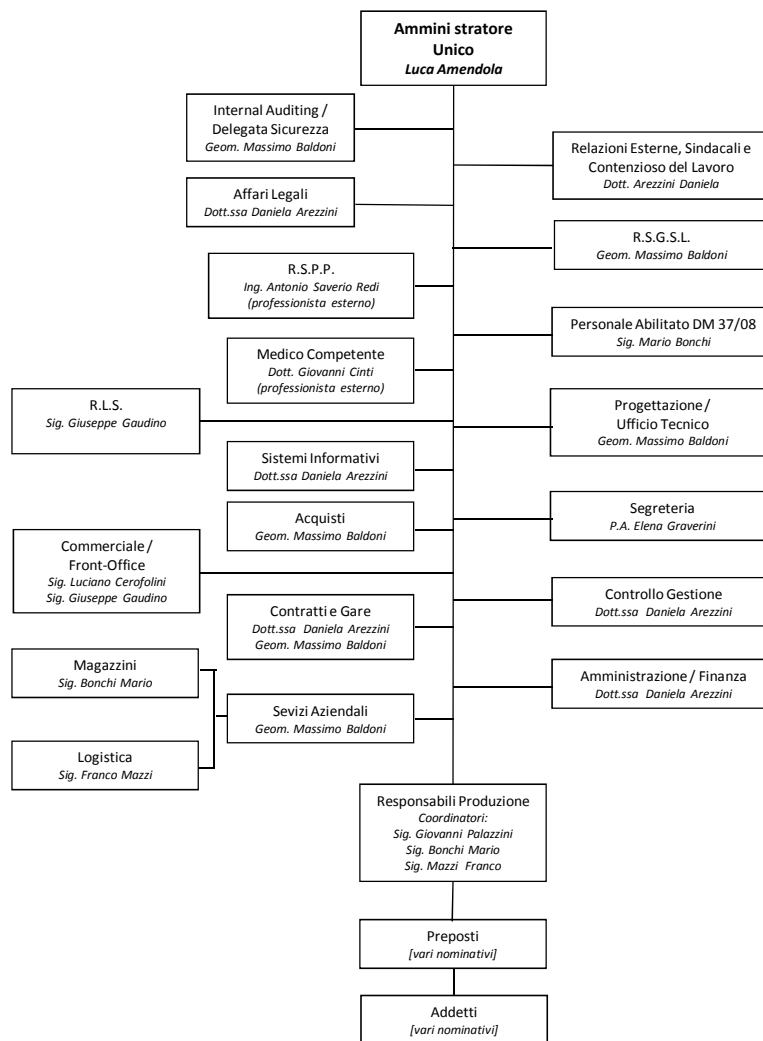 Ammini stratore
Unico
Luca Amendola
Internal Auditing /
Delegata Sicurezza
Geom. Massimo Baldoni
Relazioni Esterne, Sindacali e
Contenzioso del Lavoro
Dott. Arezzini Daniela
Affari Legali
Dott.ssa Daniela Arezzini
R.S.G.S.L.
Geom. Massimo Baldoni
R.S.P.P.
Ing. Antonio Saverio Redi
(professionista esterno)
Personale Abilitato DM 37/08
Sig. Mario Bonchi
Medico Competente
Dott. Giovanni Cinti
(professionista esterno)
R.L.S.
Sig. Giuseppe Gaudino
Progettazione /
Ufficio Tecnico
Geom. Massimo Baldoni
Sistemi Informativi
Dott.ssa Daniela Arezzini
Acquisti
Geom. Massimo Baldoni
Segreteria
P.A. Elena Graverini
Commerciale /
Front-Office
Sig. Luciano Cerofolini
Sig. Giuseppe Gaudino
Controllo Gestione
Dott.ssa Daniela Arezzini
Contratti e Gare
Dott.ssa Daniela Arezzini
Geom. Massimo Baldoni
Magazzini
Sig. Bonchi Mario
Amministrazione / Finanza
Dott.ssa Daniela Arezzini
Sevizi Aziendali
Geom. Massimo Baldoni
Logistica
Sig. Franco Mazzi
Responsabili Produzione
Coordinatori:
Sig. Giovanni Palazzini
Sig. Bonchi Mario
Sig. Mazzi Franco
Preposti
[vari nominativi]
Addetti
[vari nominativi]